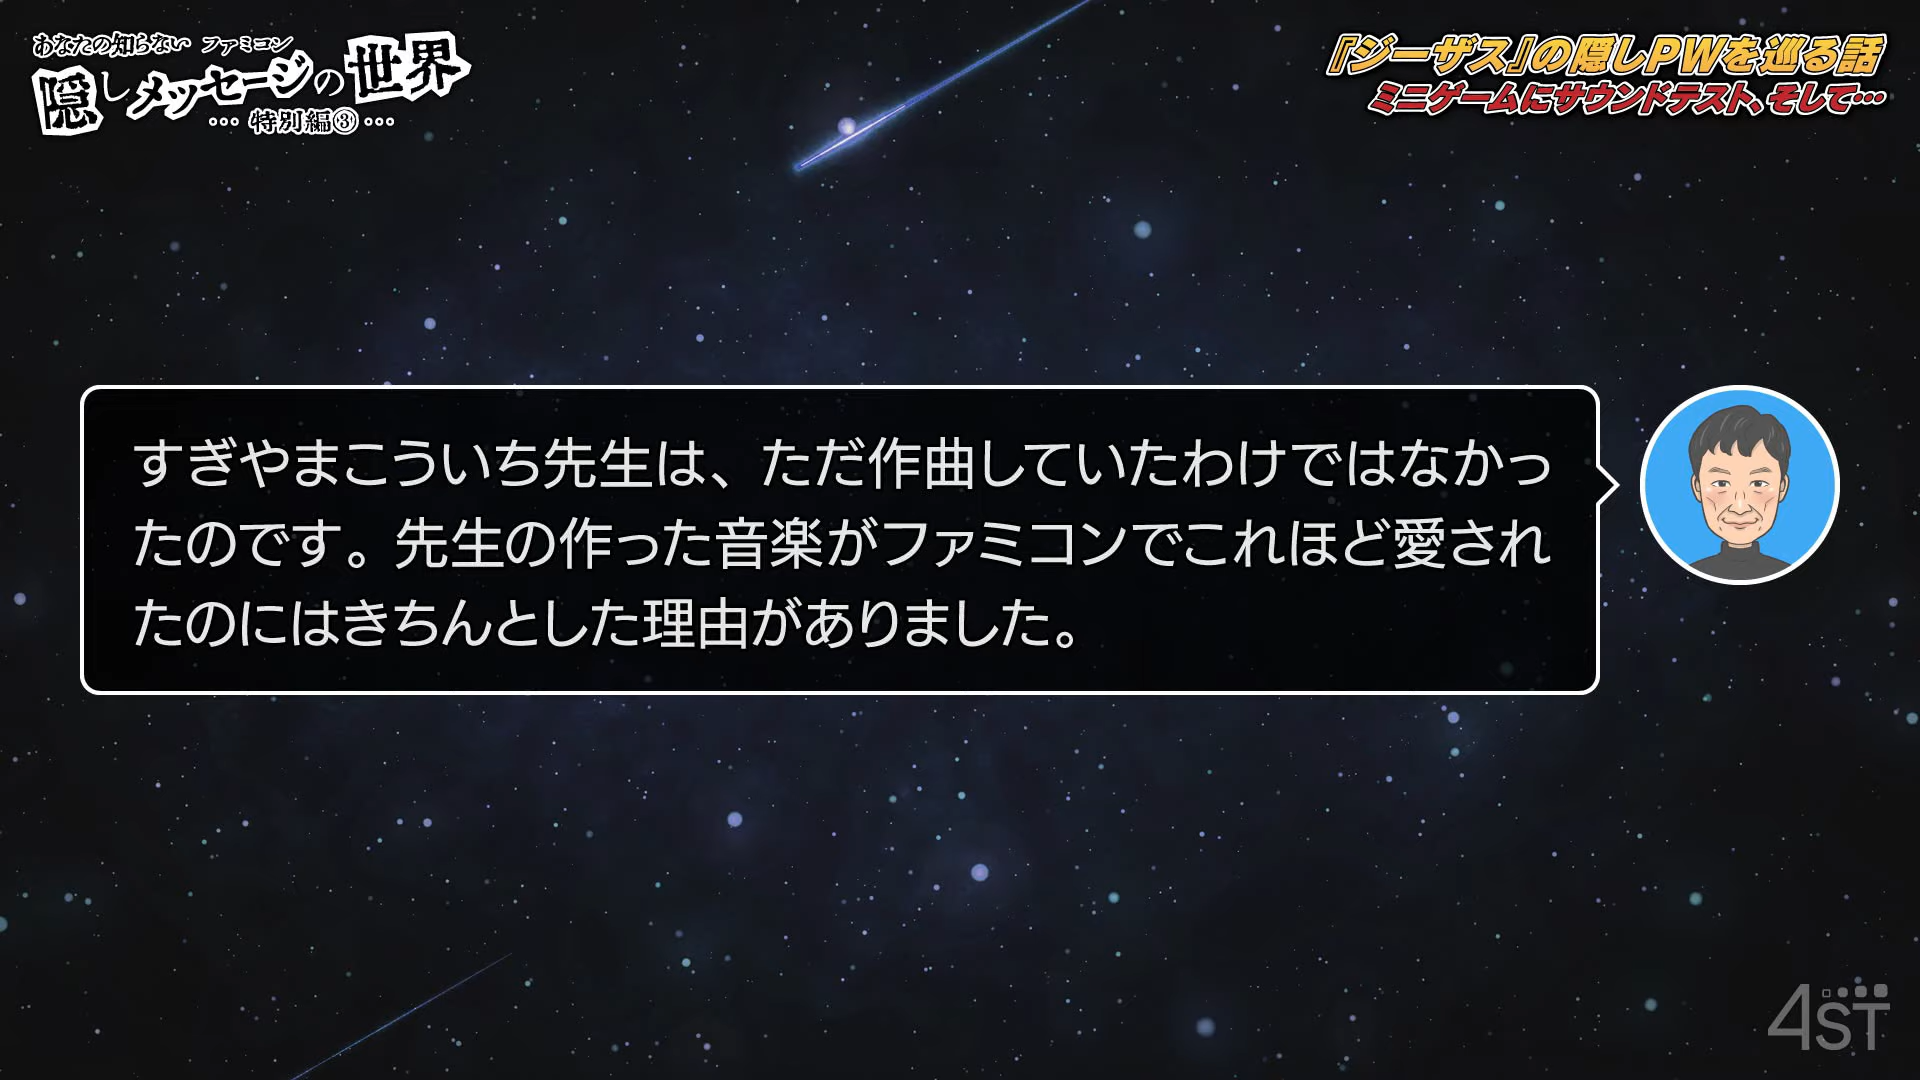 あなたの知らない ファミコン
隠しメッセージの世界
… 特別編③ …
『ジーザス』の隠しPWを巡る話
ミニゲームにサウンドテスト、そして…
すぎやまこういち先生は、ただ作曲していたわけではなかっ
たのです。先生の作った音楽がファミコンでこれほど愛され
たのにはきちんとした理由がありました。
4ST